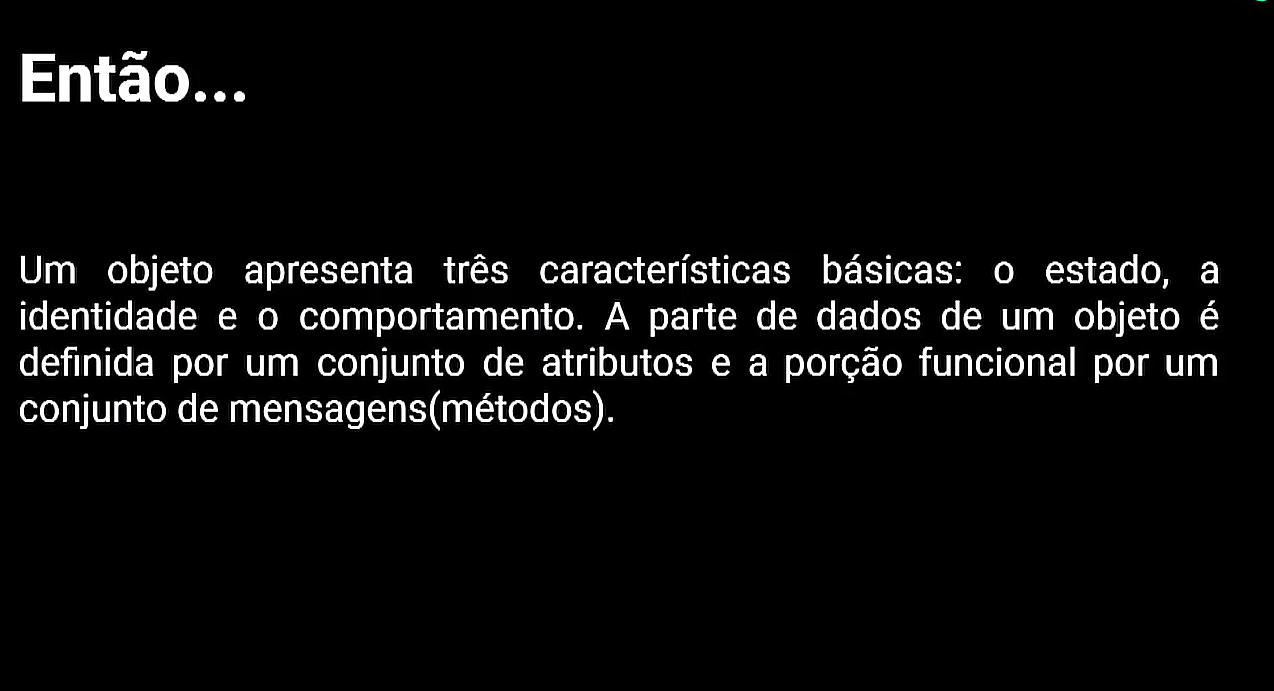 Então...
Um objeto apresenta três características básicas: o estado, a
identidade e o comportamento. A parte de dados de um objeto é
definida por um conjunto de atributos e a porção funcional por um
conjunto de mensagens(métodos).